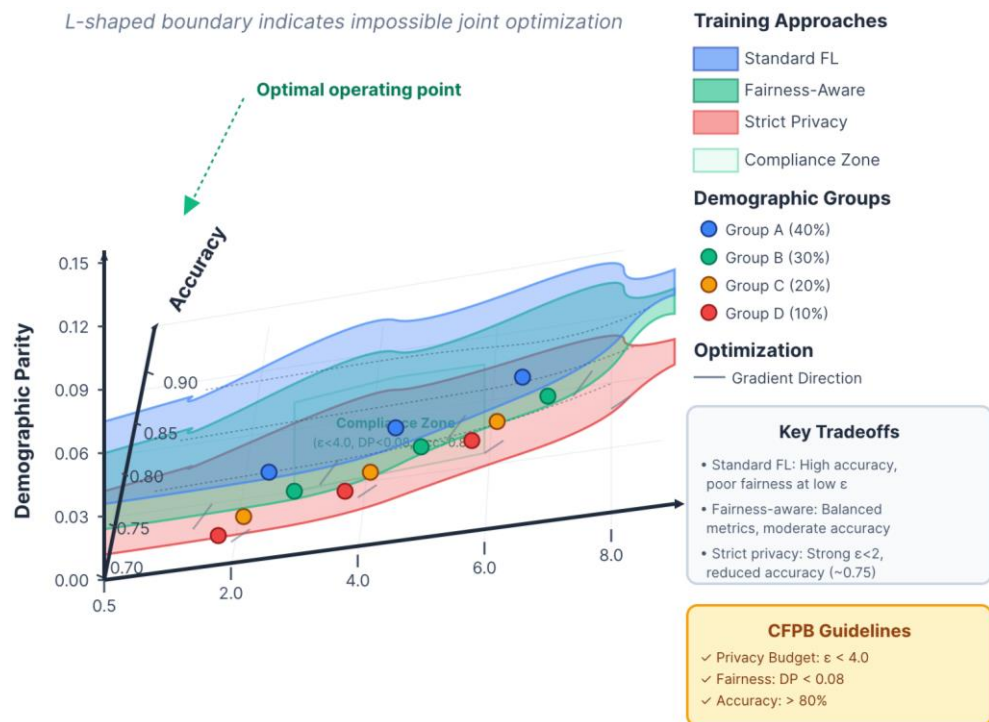 L-shaped boundary indicates impossible joint optimization
Optimal operating point
Accuracy
0.15
0.12
0.09
0.06
0.03
0.00
Demographic Parity
0.90
0.85
0.80
0.75
0.70
Compliance Zone
(ε<4.0, DP<0.08,
0.5
2.0
4.0
6.0
8.0
Training Approaches
Standard FL
Fairness-Aware
Strict Privacy
Compliance Zone
Demographic Groups
Group A (40%)
Group B (30%)
Group C (20%)
Group D (10%)
Optimization
Gradient Direction
Key Tradeoffs
• Standard FL: High accuracy,
poor fairness at low ε
• Fairness-aware: Balanced
metrics, moderate accuracy
• Strict privacy: Strong ε<2,
reduced accuracy (~0.75)
CFPB Guidelines
✓ Privacy Budget: ε < 4.0
✓ Fairness: DP < 0.08
✓ Accuracy: > 80%